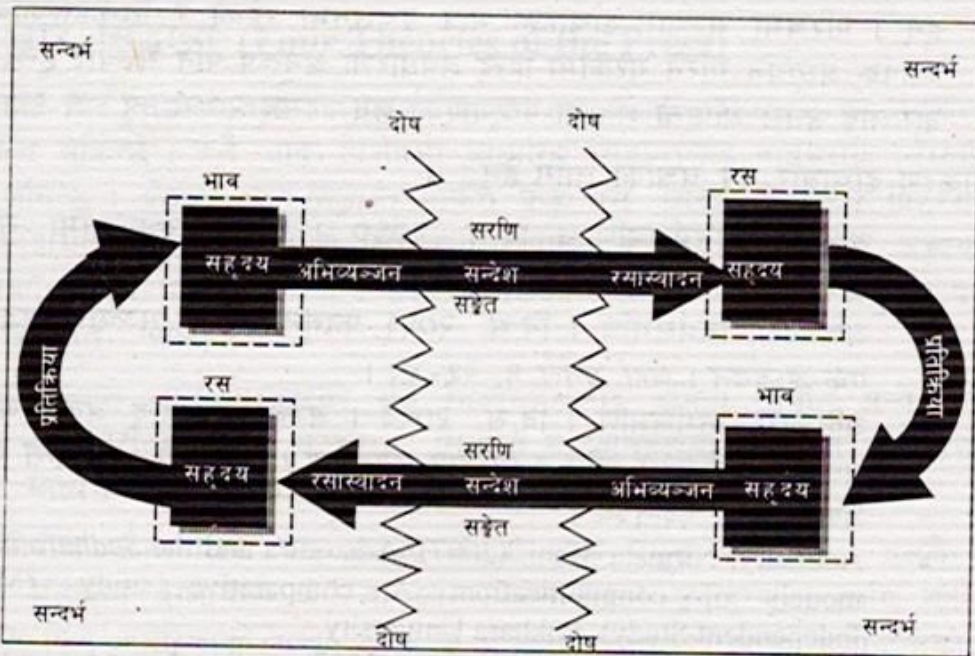 सन्दर्भ
सन्दर्भ
दोष दोष
भाव
रस
सरणि
सहृदय अभिव्यञ्जन सन्देश रसास्वादन सहृदय
सङ्केत
प्रतिक्रिया
प्रतिक्रिया
रस
भाव
सरणि
सहृदय रसास्वादन सन्देश अभिव्यञ्जन सहृदय
सङ्केत
सन्दर्भ
सन्दर्भ
दोष दोष